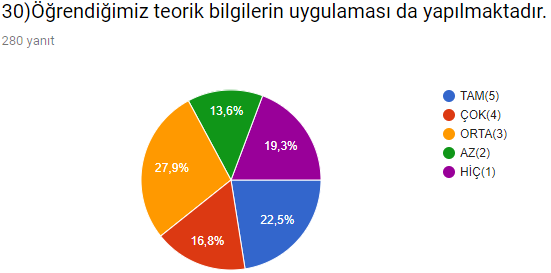 30)Öğrendiğimiz teorik bilgilerin uygulaması da yapılmaktadır.
280 yanıt
13,6%
19,3%
27,9%
22,5%
16,8%
TAM(5)
ÇOK(4)
ORTA(3)
AZ(2)
HİÇ(1)